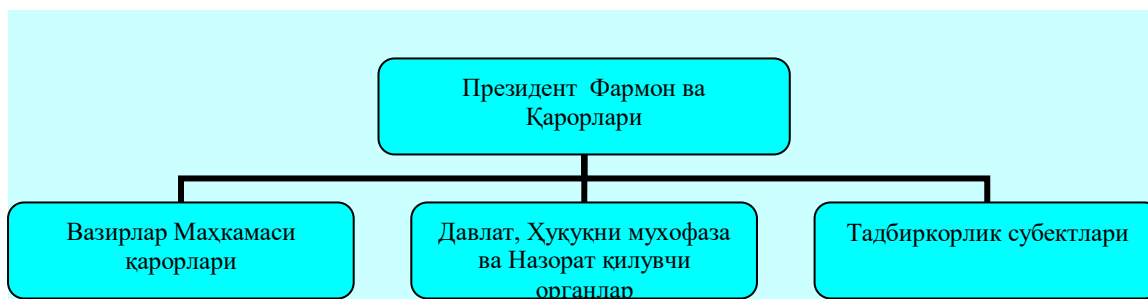 Президент Фармон ва
Қарорлари
Вазирлар Маҳкамаси
қарорлари
Давлат, Ҳуқуқни мухофаза
ва Назорат қилувчи
органлар
Тадбиркорлик субектлари